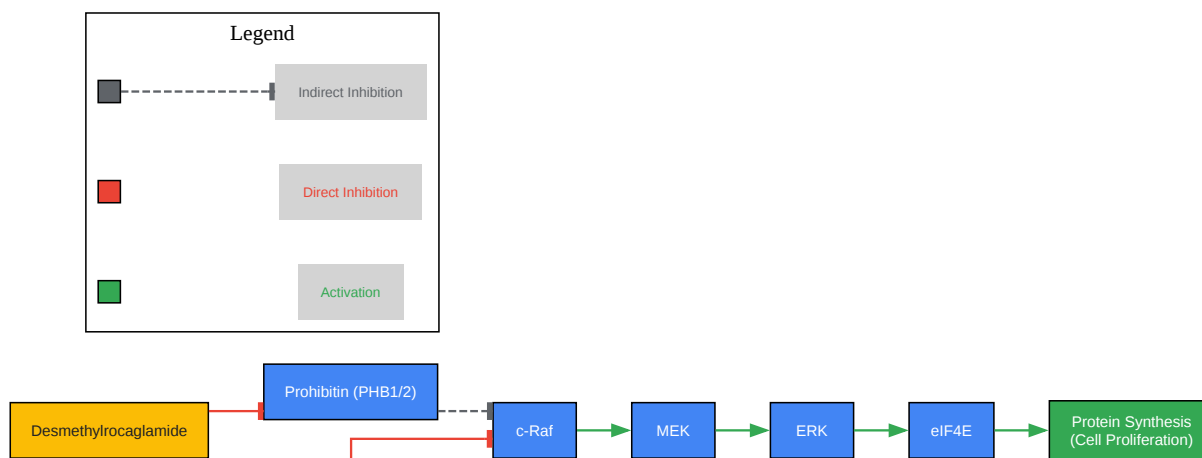 Legend
Indirect Inhibition
Direct Inhibition
Activation
Prohibitin (PHB1/2)
Desmethylrocaglamide
c-Raf
MEK
ERK
eIF4E
Protein Synthesis
(Cell Proliferation)